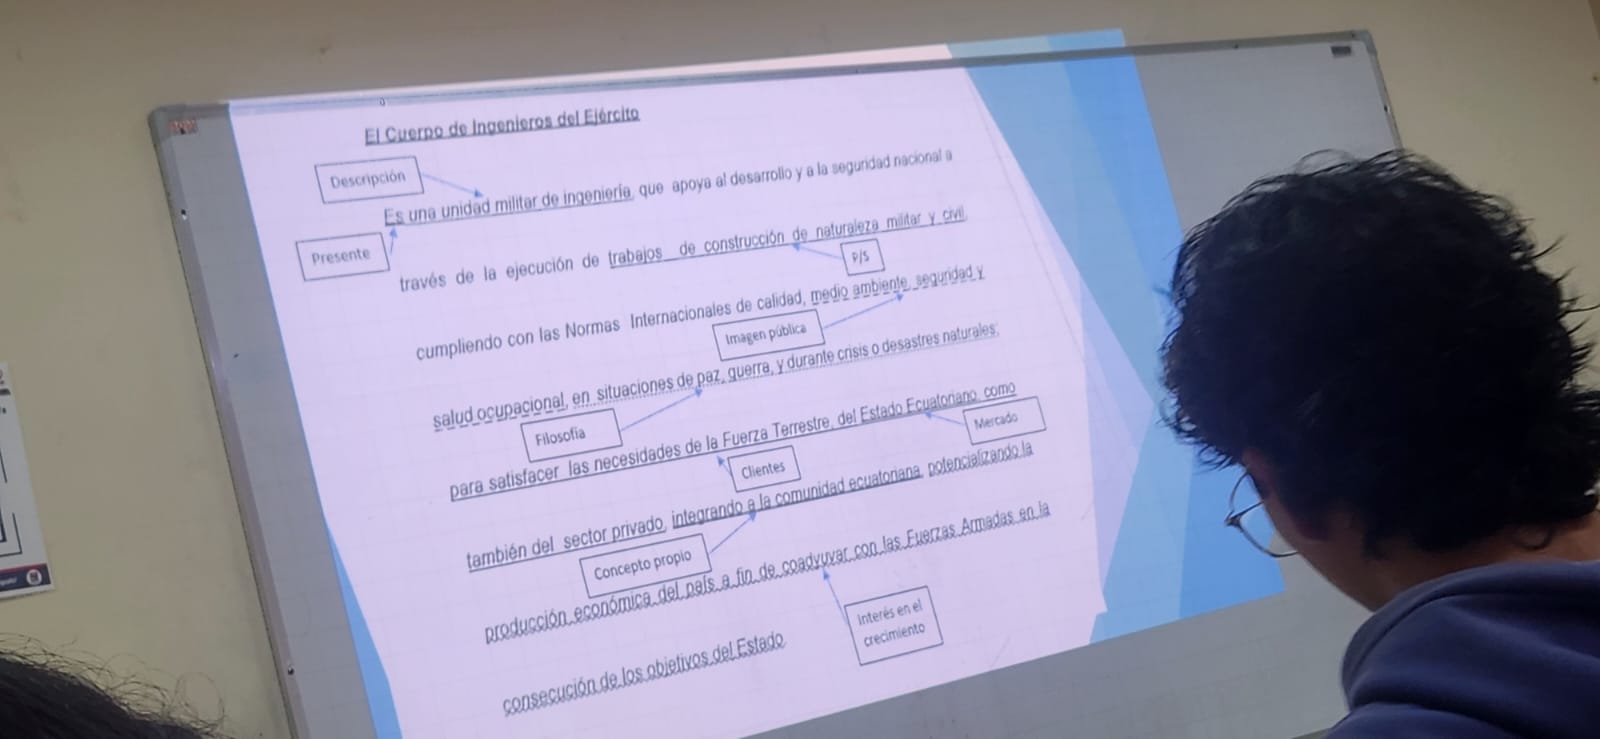 El Cuerpo de Ingenieros del Ejército
Descripción
Es una unidad militar de ingeniería, que apoya al desarrollo y a la seguridad nacional a
Presente
través de la ejecución de trabajos de construcción de naturaleza militar y civil,
P/S
cumpliendo con las Normas Internacionales de calidad, medio ambiente, seguridad y
Imagen pública
salud ocupacional, en situaciones de paz, guerra, y durante crisis o desastres naturales;
Filosofía
Mercado
para satisfacer las necesidades de la Fuerza Terrestre, del Estado Ecuatoriano como
Clientes
también del sector privado, integrando a la comunidad ecuatoriana, potencializando la
Concepto propio
producción económica del país a fin de coadyuvar con las Fuerzas Armadas en la
Interés en el
crecimiento
consecución de los objetivos del Estado.